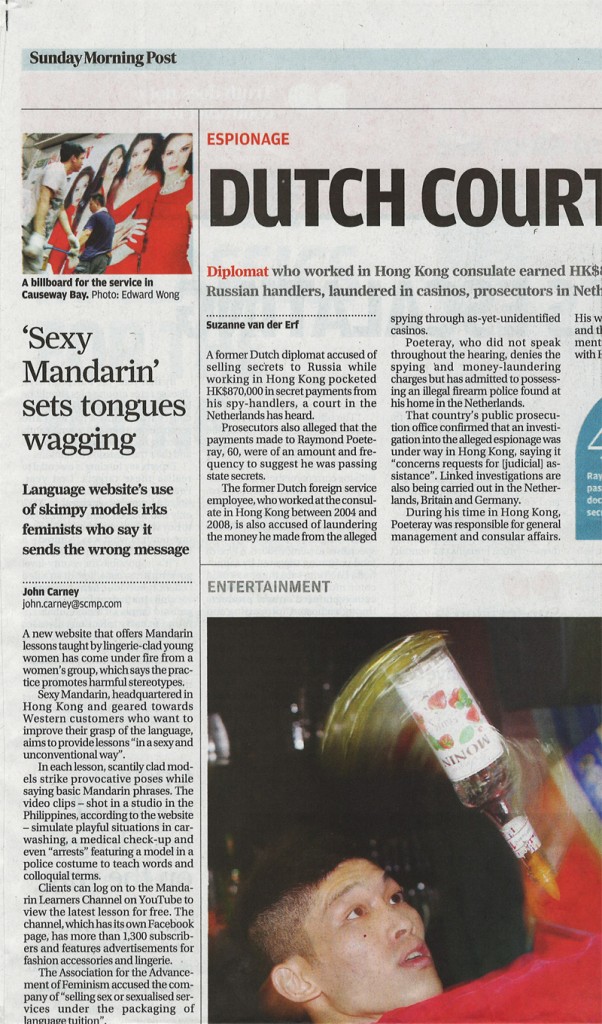 Sunday Morning Post
A billboard for the service in
Causeway Bay. Photo: Edward Wong
‘Sexy
Mandarin’
sets tongues
wagging
Language website’s use
of skimpy models irks
feminists who say it
sends the wrong message
John Carney
john.carney@scmp.com
A new website that offers Mandarin
lessons taught by lingerie-clad young
women has come under fire from a
women’s group, which says the prac-
tice promotes harmful stereotypes.
Sexy Mandarin, headquartered in
Hong Kong and geared towards
Western customers who want to
improve their grasp of the language,
aims to provide lessons “in a sexy and
unconventional way”.
In each lesson, scantily clad mod-
els strike provocative poses while
saying basic Mandarin phrases. The
video clips – shot in a studio in the
Philippines, according to the website
– simulate playful situations in car-
washing, a medical check-up and
even “arrests” featuring a model in a
police costume to teach words and
colloquial terms.
Clients can log on to the Manda-
rin Learners Channel on YouTube to
view the latest lesson for free. The
channel, which has its own Facebook
page, has more than 1,300 subscrib-
ers and features advertisements for
fashion accessories and lingerie.
The Association for the Advance-
ment of Feminism accused the com-
pany of “selling sex or sexualised ser-
vices under the packaging of
language tuition”.
ESPIONAGE
DUTCH COURT
Diplomat who worked in Hong Kong consulate earned HK$8
Russian handlers, laundered in casinos, prosecutors in Neth
Suzanne van der Erf
A former Dutch diplomat accused of
selling secrets to Russia while
working in Hong Kong pocketed
HK$870,000 in secret payments from
his spy-handlers, a court in the
Netherlands has heard.
Prosecutors also alleged that the
payments made to Raymond Poete-
ray, 60, were of an amount and fre-
quency to suggest he was passing
state secrets.
The former Dutch foreign service
employee, who worked at the consul-
ate in Hong Kong between 2004 and
2008, is also accused of laundering
the money he made from the alleged
spying through as-yet-unidentified
casinos.
Poeteray, who did not speak
throughout the hearing, denies the
spying and money-laundering
charges but has admitted to possess-
ing an illegal firearm police found at
his home in the Netherlands.
That country’s public prosecu-
tion office confirmed that an investi-
gation into the alleged espionage was
under way in Hong Kong, saying it
“concerns requests for [judicial] as-
sistance”. Linked investigations are
also being carried out in the Nether-
lands, Britain and Germany.
During his time in Hong Kong,
Poeteray was responsible for general
management and consular affairs.
His w
and th
ment
with H
Ray
pas
doc
sec
ENTERTAINMENT
MONIN